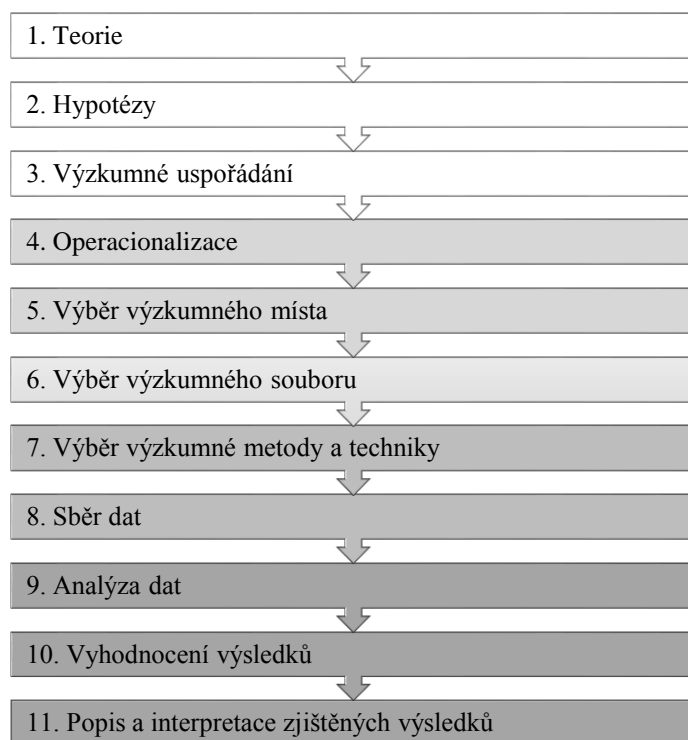 1. Teorie
2. Hypotézy
3. Výzkumné uspořádání
4. Operacionalizace
5. Výběr výzkumného místa
6. Výběr výzkumného souboru
7. Výběr výzkumné metody a techniky
8. Sběr dat
9. Analýza dat
10. Vyhodnocení výsledků
11. Popis a interpretace zjištěných výsledků